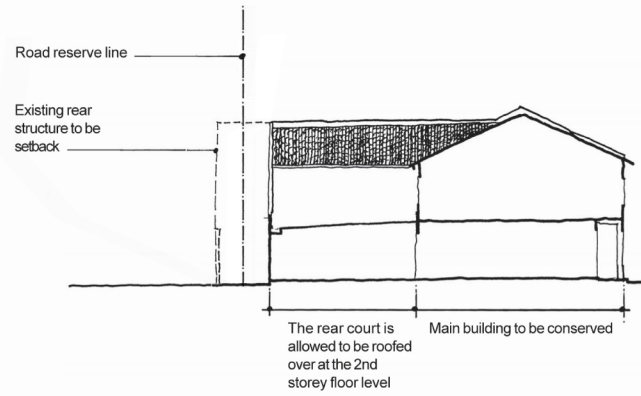 Road reserve line
Existing rear
structure to be
setback
The rear court is
allowed to be roofed
over at the 2nd
storey floor level
Main building to be conserved